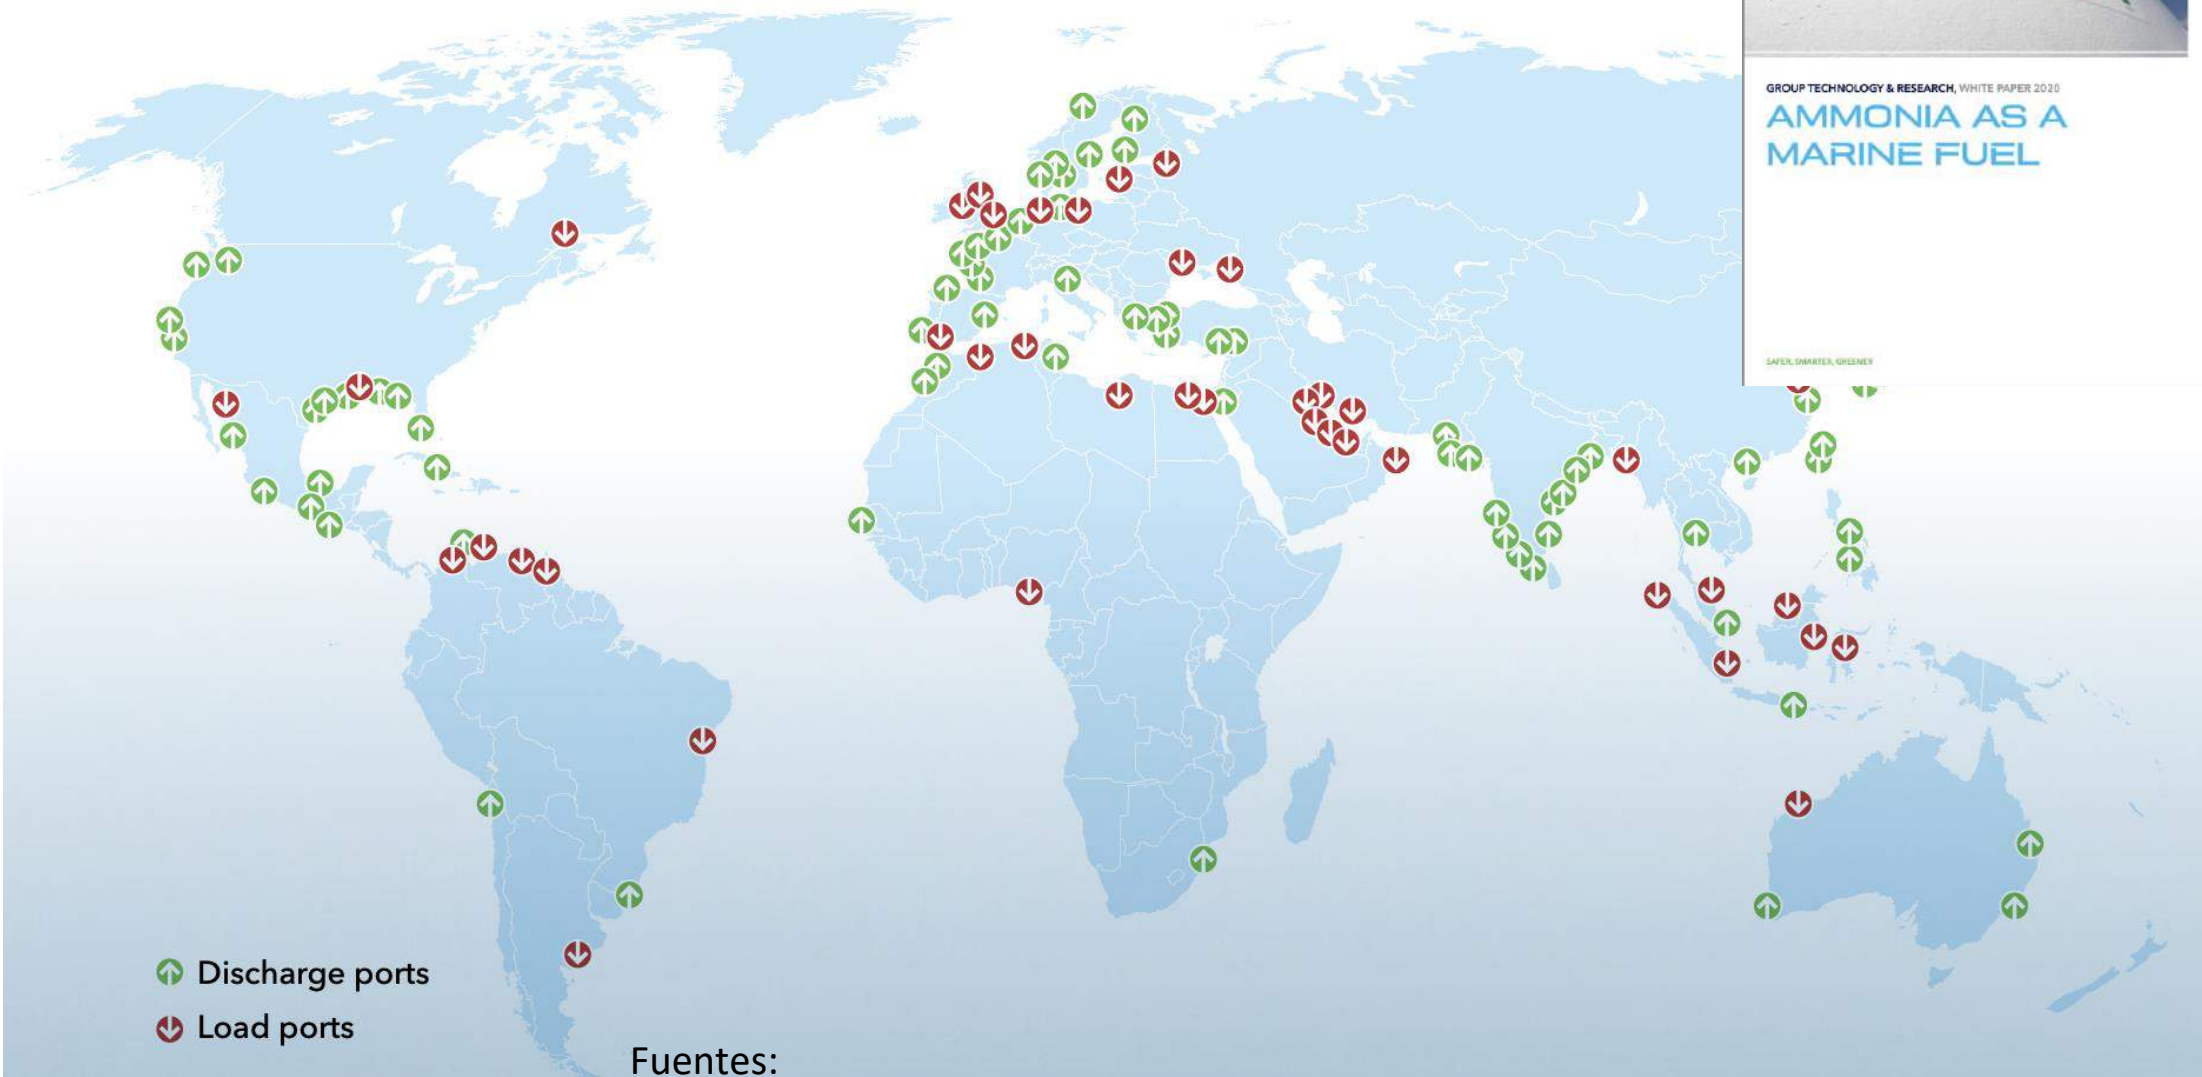 GROUP TECHNOLOGY & RESEARCH, WHITE PAPER 2020
AMMONIA AS A
MARINE FUEL
SAFER, SMARTER, GREENER
Discharge ports
Load ports
Fuentes: